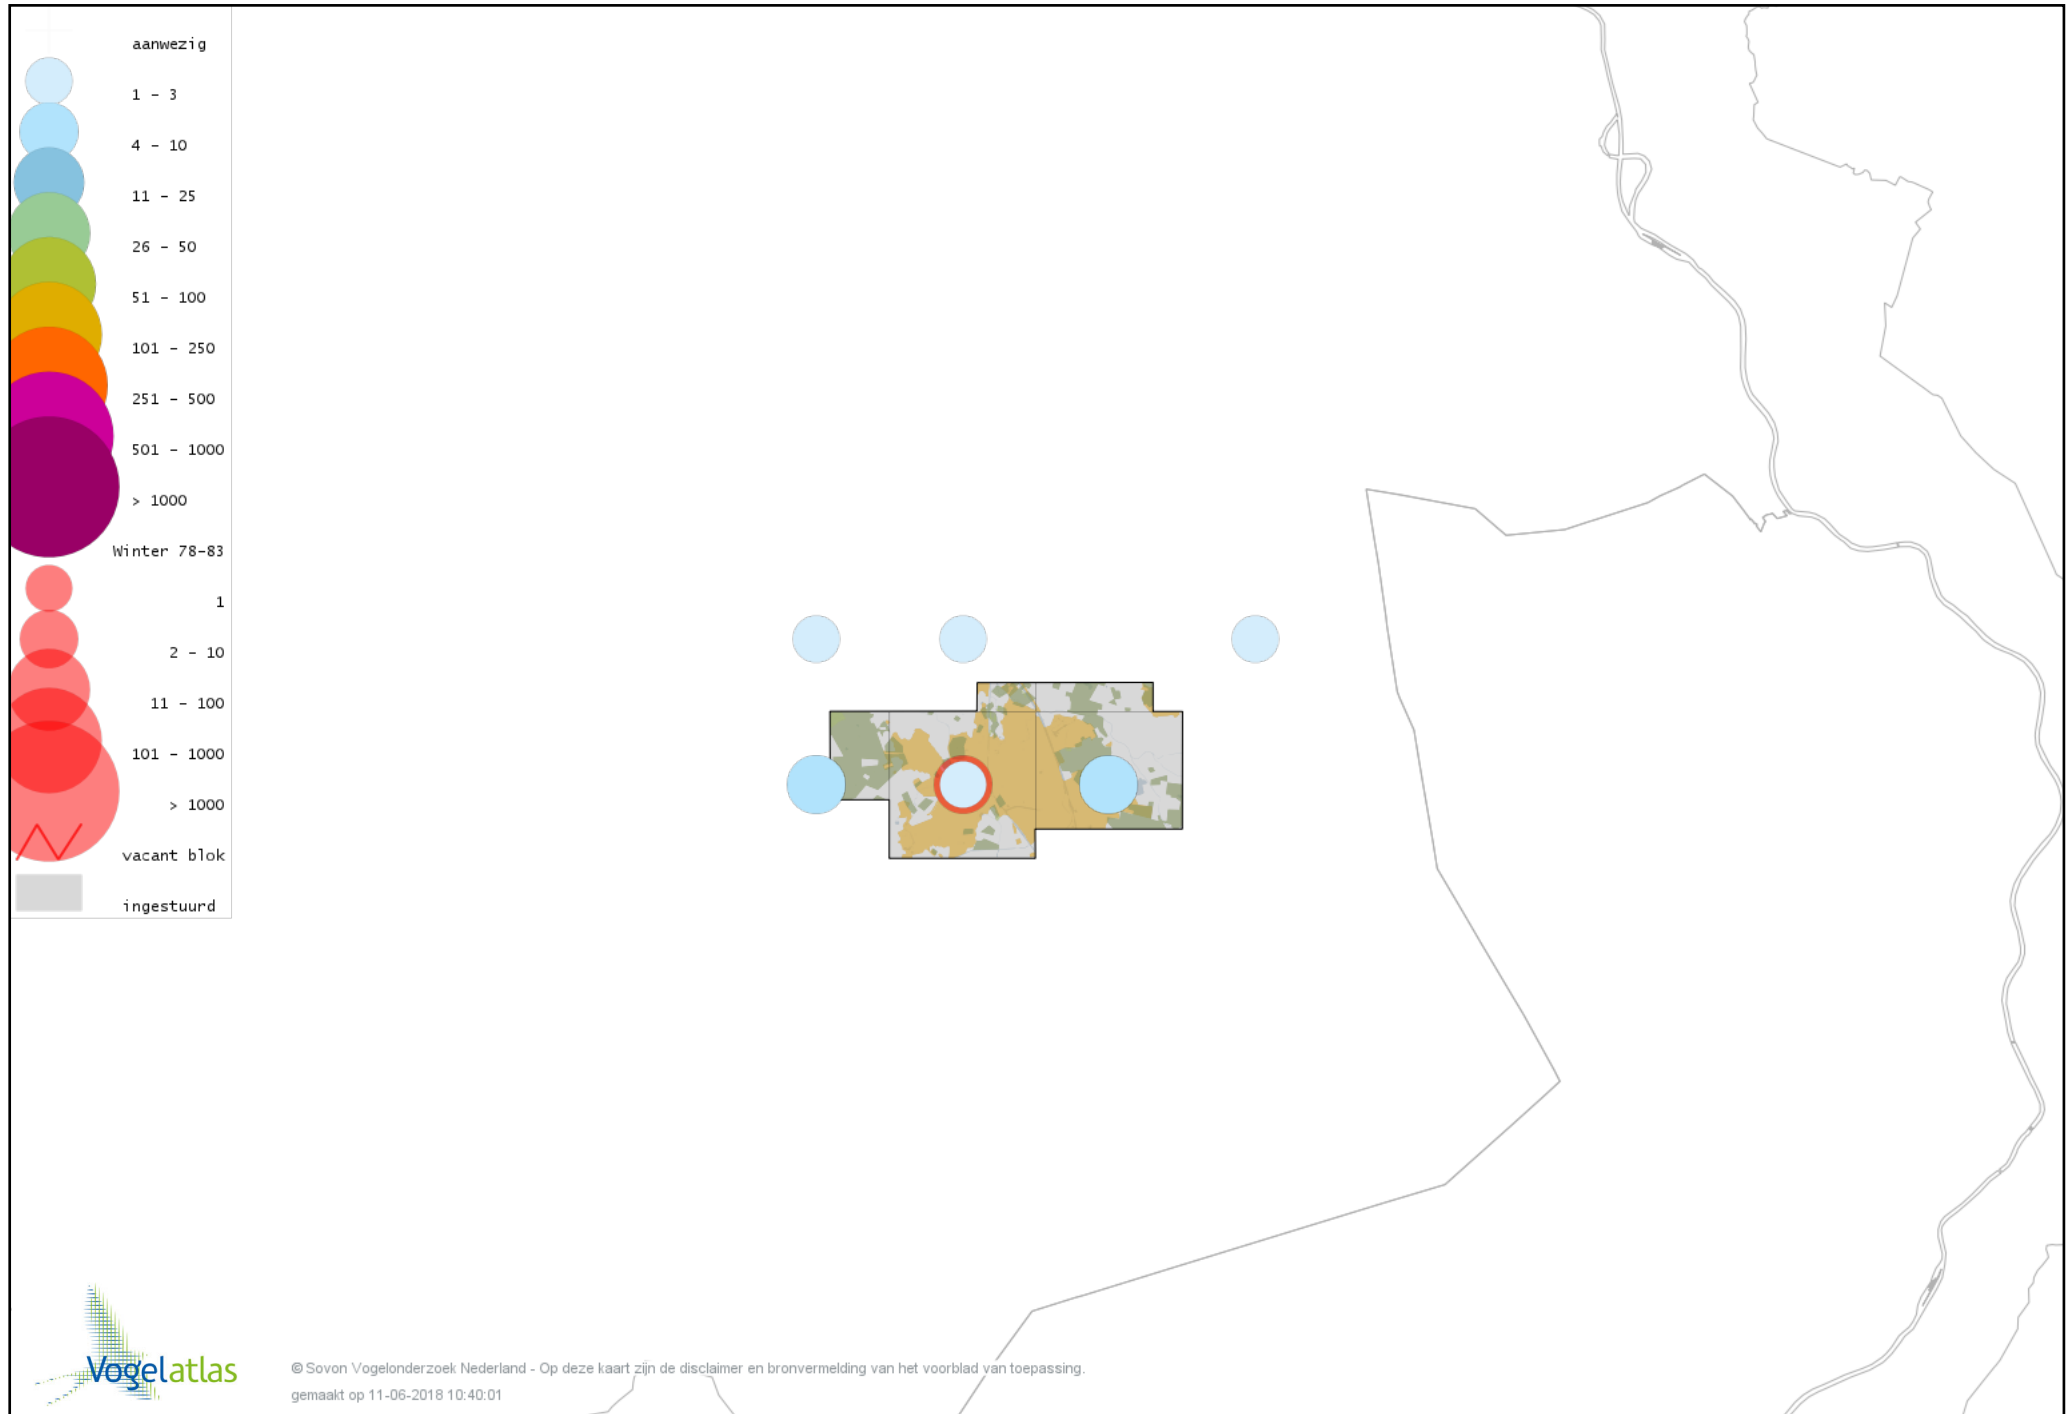 aanwezig
1 - 3
4 - 10
11 - 25
26 - 50
51 - 100
101 - 250
251 - 500
501 - 1000
> 1000
Winter 78-83
1
2 - 10
11 - 100
101 - 1000
> 1000
vacant blok
ingestuurd
Vogelatlas
© Sovon Vogelonderzoek Nederland - Op deze kaart zijn de disclaimer en bronvermelding van het voorblad van toepassing.
gemaakt op 11-06-2018 10:40:01